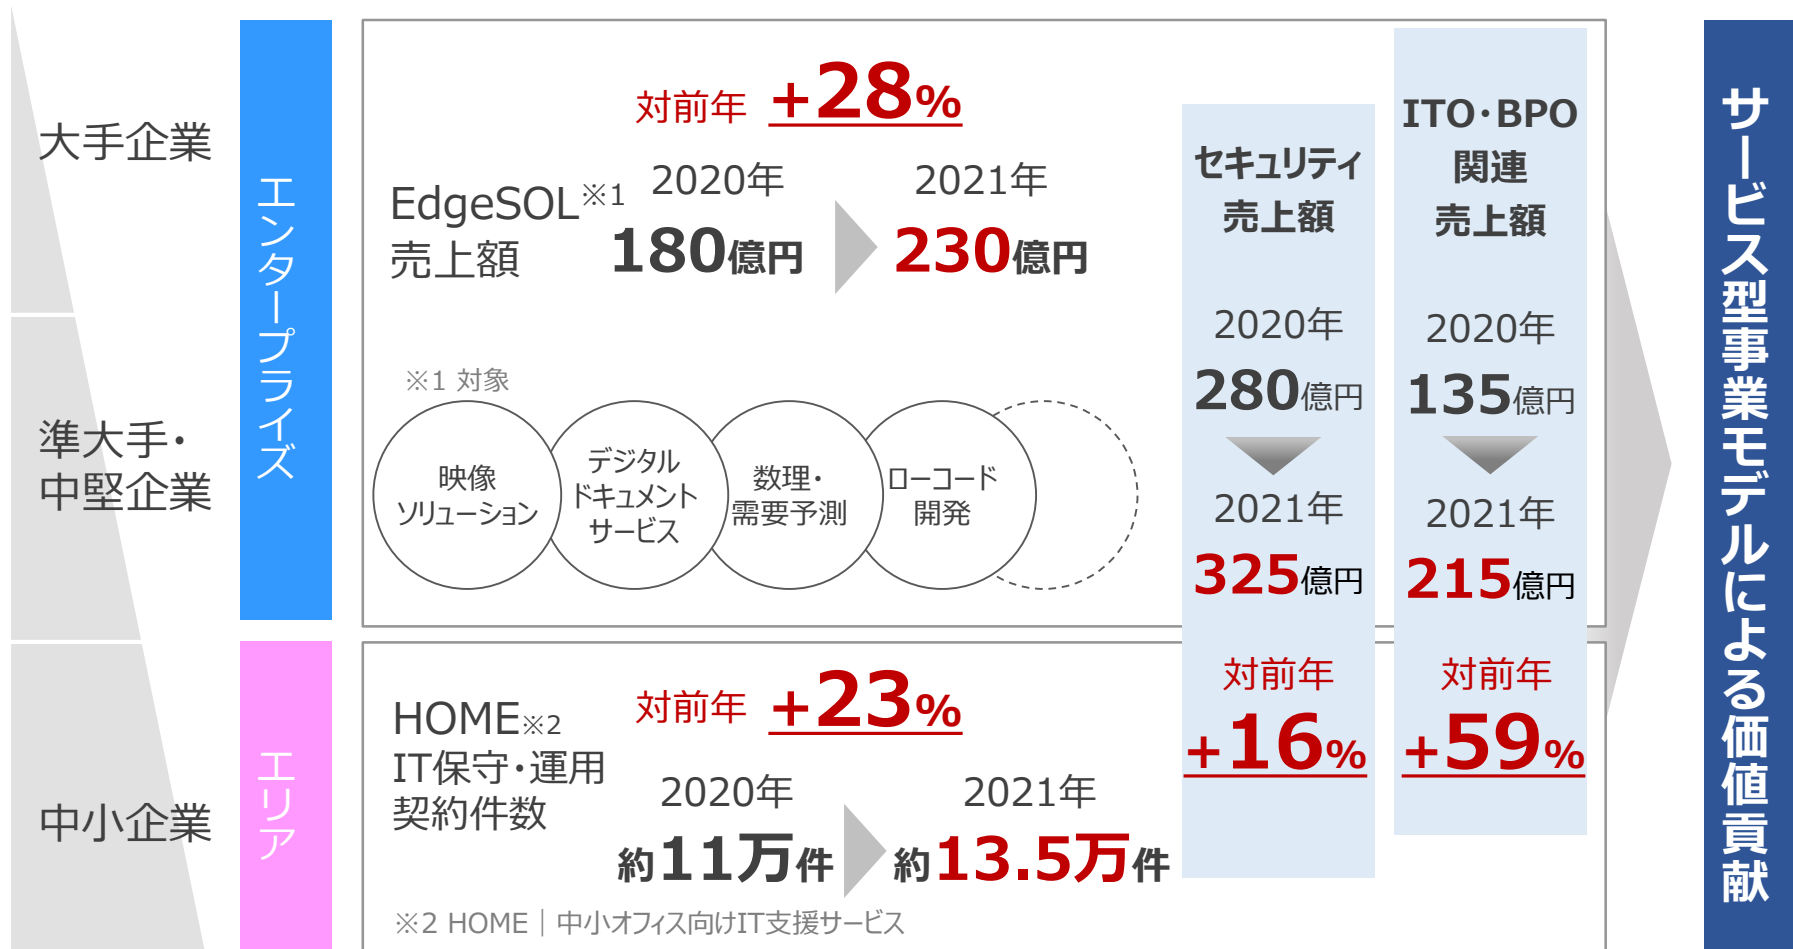 大手企業
準大手・
中堅企業
中小企業
エンタープライズ
エリア
対前年 +28%
EdgeSOL※1
売上額
2020年
180億円
2021年
230億円
※1 対象
映像
ソリューション
デジタル
ドキュメント
サービス
数理・
需要予測
ローコード
開発
HOME※2
IT保守・運用
契約件数
対前年 +23%
2020年
約11万件
2021年
約13.5万件
※2 HOME｜中小オフィス向けIT支援サービス
セキュリティ
売上額
2020年
280億円
2021年
325億円
対前年
+16%
ITO・BPO
関連
売上額
2020年
135億円
2021年
215億円
対前年
+59%
サービス型事業モデルによる価値貢献